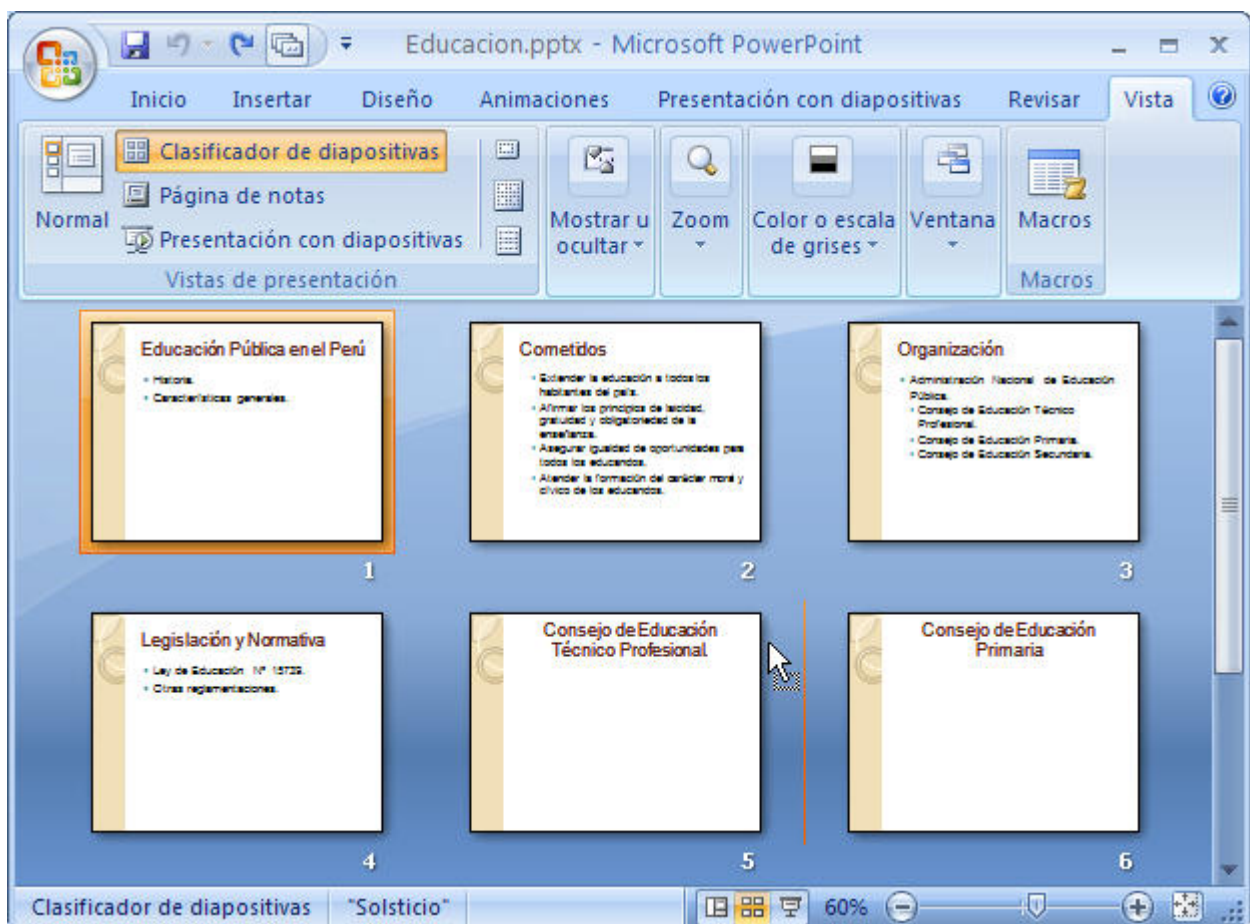 Educacion.pptx - Microsoft PowerPoint
Inicio Insertar Diseño Animaciones Presentación con diapositivas Revisar Vista
Normal
Clasificador de diapositivas
Página de notas
Presentación con diapositivas
Vistas de presentación
Mostrar u
ocultar
Zoom
Color o escala
de grises
Ventana
Macros
Macros
Educación Pública en el Perú
Historia.
Características generales.
1
Cometidos
Extender la educación a todos los
habitantes del país.
Afirmar los principios de laicidad,
gratuidad y obligatoriedad de la
enseñanza.
Asegurar igualdad de oportunidades para
todos los educandos.
Atender la formación del carácter moral y
cívico de los educandos.
2
Organización
Administración Nacional de Educación
Pública.
Consejo de Educación Técnico
Profesional.
Consejo de Educación Primaria.
Consejo de Educación Secundaria.
3
Legislación y Normativa
Ley de Educación Nº 15739.
Otras reglamentaciones.
4
Consejo de Educación
Técnico Profesional
5
Consejo de Educación
Primaria
6
Clasificador de diapositivas "Solsticio" 60%